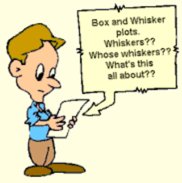 Box and Whisker
plots.
Whiskers??
Whose whiskers??
What's this
all about??